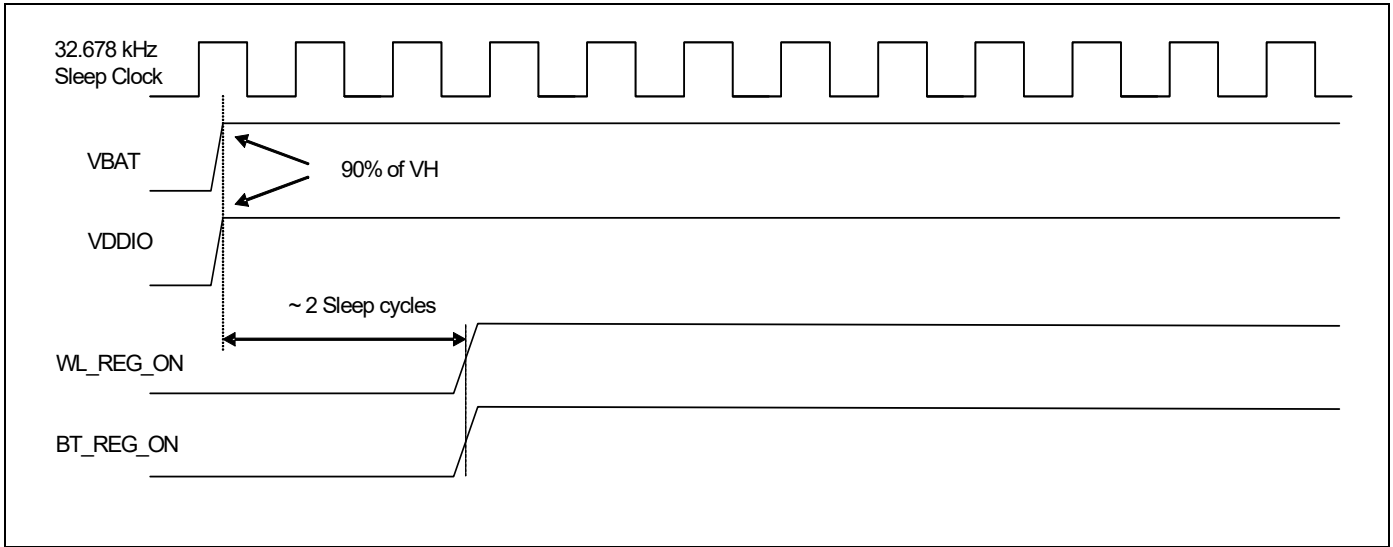 32.678 kHz
Sleep Clock
VBAT
90% of VH
VDDIO
~ 2 Sleep cycles
WL_REG_ON
BT_REG_ON